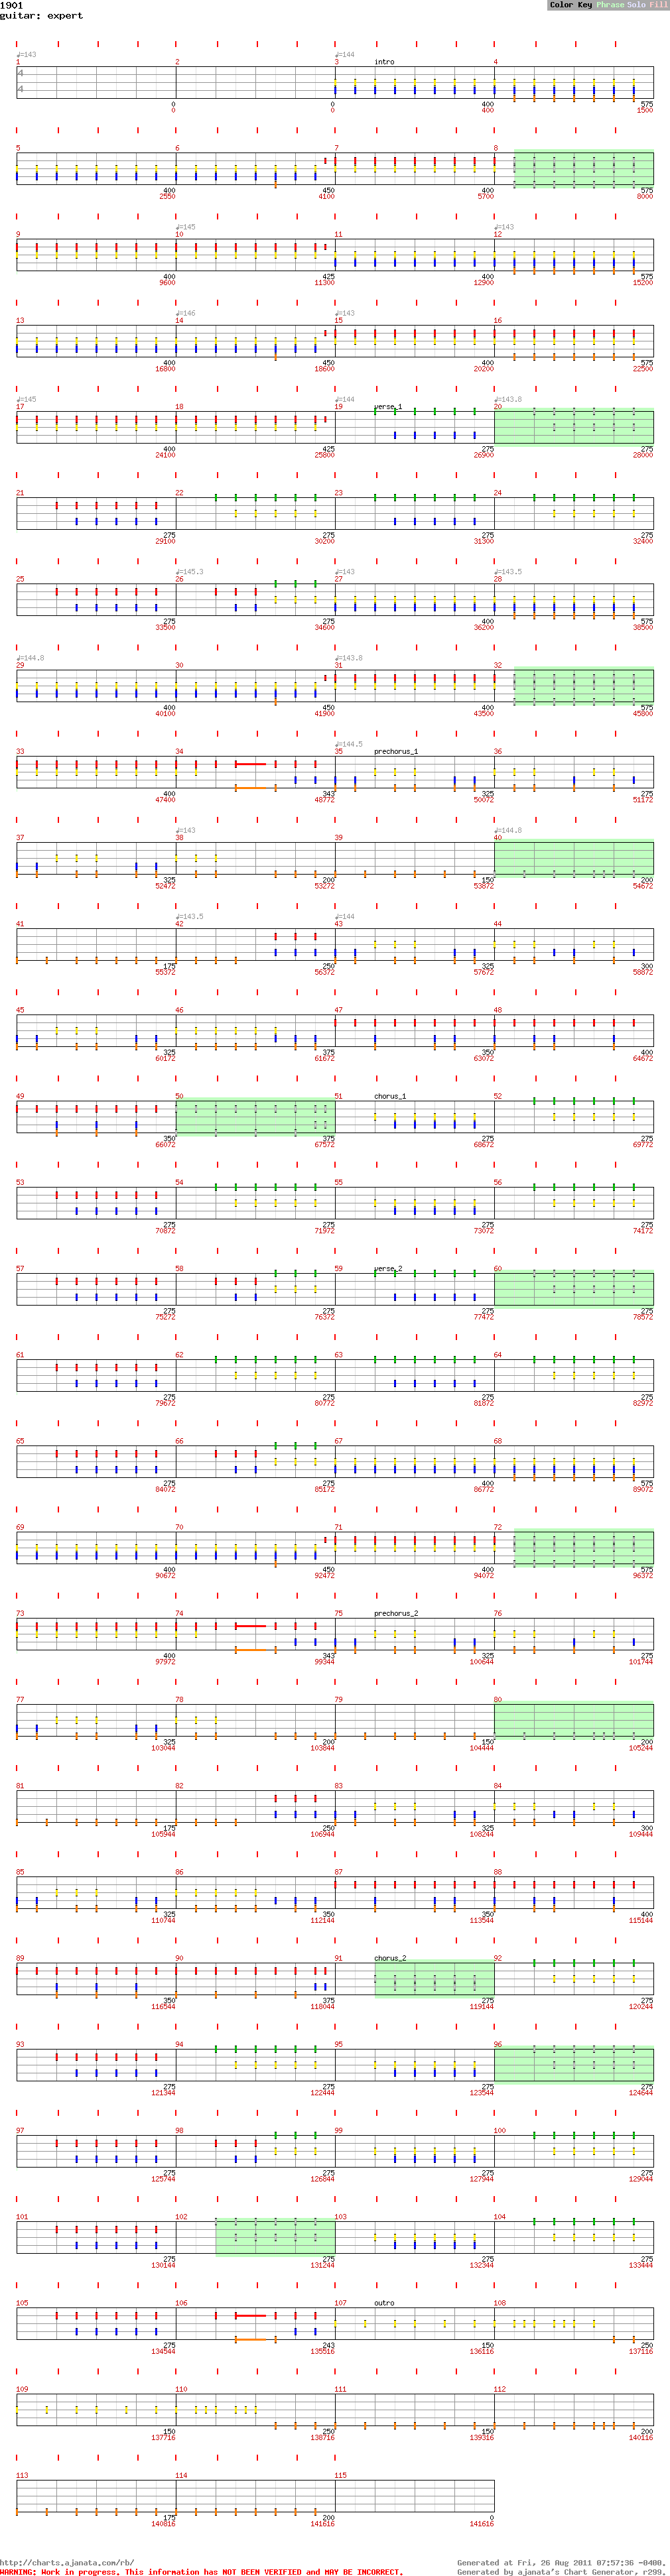 1901
Color Key Phrase Solo Fill
guitar: expert
♩=143 ♩=144
1 2 3 intro 4
4
4
0 0 400 575
0 0 400 1500
5 6 7 8
400 450 400 575
2550 4100 5700 8000
♩=145 ♩=143
9 10 11 12
400 425 400 575
9600 11300 12900 15200
♩=146 ♩=143
13 14 15 16
400 450 400 575
16800 18600 20200 22500
♩=145 ♩=144 ♩=143.8
17 18 19 verse_1 20
400 425 275 275
24100 25800 26900 28000
21 22 23 24
275 275 275 275
29100 30200 31300 32400
♩=145.3 ♩=143 ♩=143.5
25 26 27 28
275 275 400 575
33500 34600 36200 38500
♩=144.8 ♩=143.8
29 30 31 32
400 450 400 575
40100 41900 43500 45800
♩=144.5
33 34 35 prechorus_1 36
400 343 325 275
47400 48772 50072 51172
♩=143 ♩=144.8
37 38 39 40
325 200 150 200
52472 53272 53872 54672
♩=143.5 ♩=144
41 42 43 44
175 250 325 300
55372 56372 57672 58872
45 46 47 48
325 375 350 400
60172 61672 63072 64672
49 50 51 chorus_1 52
350 375 275 275
66072 67572 68672 69772
53 54 55 56
275 275 275 275
70872 71972 73072 74172
57 58 59 verse_2 60
275 275 275 275
75272 76372 77472 78572
61 62 63 64
275 275 275 275
79672 80772 81872 82972
65 66 67 68
275 275 400 575
84072 85172 86772 89072
69 70 71 72
400 450 400 575
90672 92472 94072 96372
73 74 75 prechorus_2 76
400 343 325 275
97972 99344 100644 101744
77 78 79 80
325 200 150 200
103044 103844 104444 105244
81 82 83 84
175 250 325 300
105944 106944 108244 109444
85 86 87 88
325 350 350 400
110744 112144 113544 115144
89 90 91 chorus_2 92
350 375 275 275
116544 118044 119144 120244
93 94 95 96
275 275 275 275
121344 122444 123544 124644
97 98 99 100
275 275 275 275
125744 126844 127944 129044
101 102 103 104
275 275 275 275
130144 131244 132344 133444
105 106 107 outro 108
275 243 150 250
134544 135516 136116 137116
109 110 111 112
150 250 150 200
137716 138716 139316 140116
113 114 115
175 200 0
140816 141616 141616
http://charts.ajanata.com/rb/ Generated at Fri, 26 Aug 2011 07:57:36 -0400.
WARNING: Work in progress. This information has NOT BEEN VERIFIED and MAY BE INCORRECT. Generated by ajanata's Chart Generator, r299.